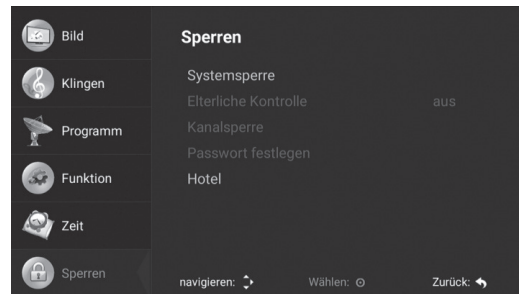 Bild
Klingen
Programm
Funktion
Zeit
Sperren
Sperren
Systemsperre
Elterliche Kontrolle aus
Kanalsperre
Passwort festlegen
Hotel
navigieren: Wählen: Zurück: